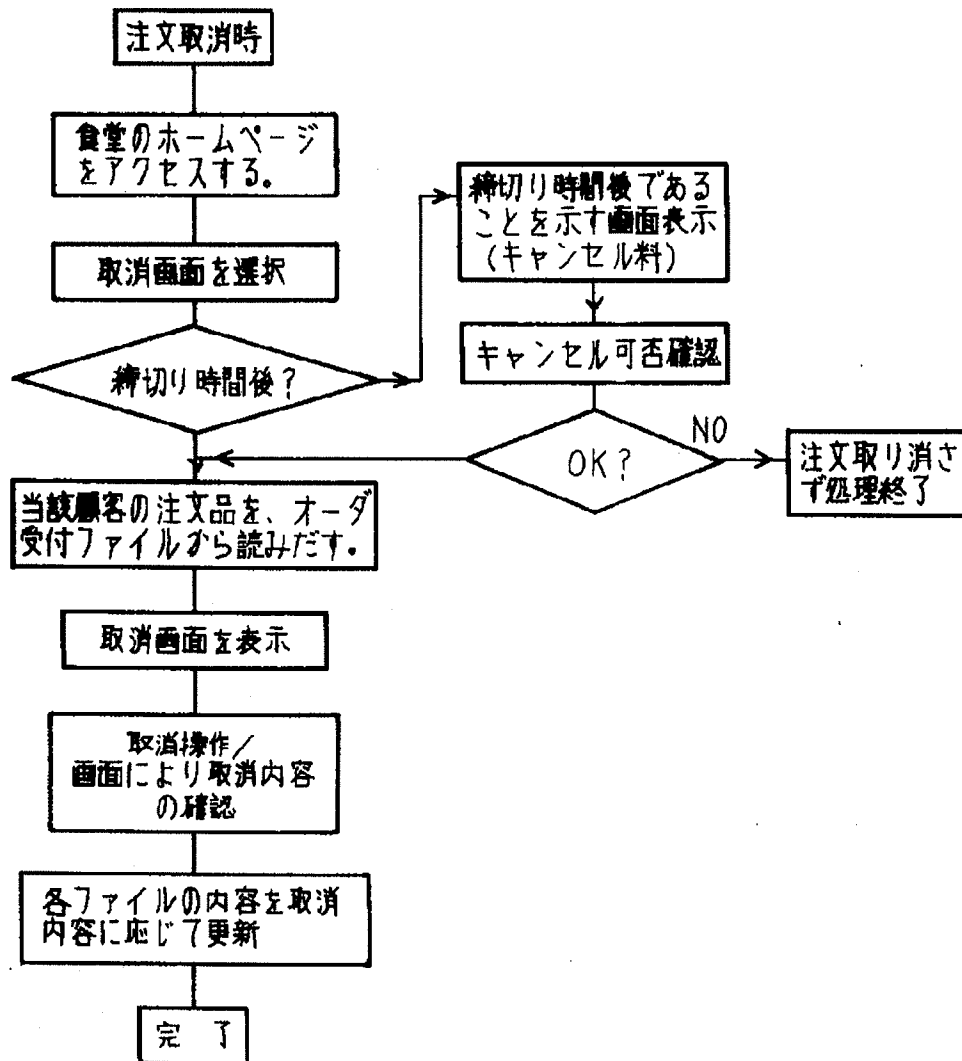 注文取消時
食堂のホームページ
をアクセスする。
取消画面を選択
締切り時間後?
締切り時間後である
ことを示す画面表示
(キャンセル料)
キャンセル可否確認
OK?
NO
注文取り消さ
ず処理終了
当該顧客の注文品を、オーダ
受付ファイルから読みだす。
取消画面を表示
取消操作/
画面により取消内容
の確認
各ファイルの内容を取消
内容に応じて更新
完 了